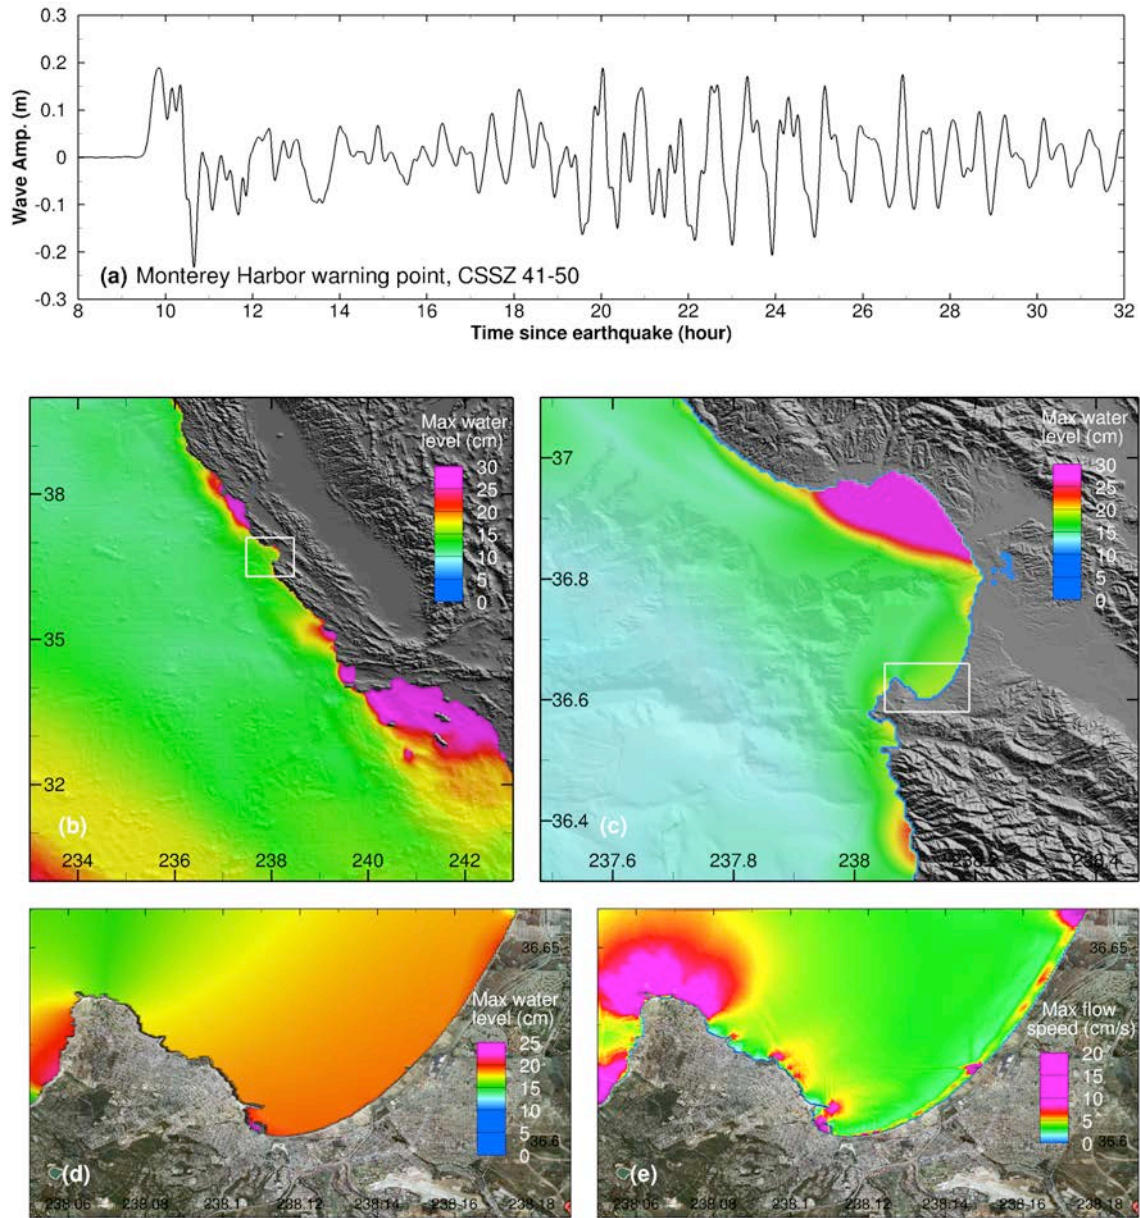 0.3
0.2
0.1
0
-0.1
-0.2
-0.3
Wave Amp. (m)
(a) Monterey Harbor warning point, CSSZ 41-50
8 10 12 14 16 18 20 22 24 26 28 30 32
Time since earthquake (hour)
Max water
level (cm)
30
25
20
15
10
5
0
38
35
32
(b)
234 236 238 240 242
Max water
level (cm)
30
25
20
15
10
5
0
37
36.8
36.6
36.4
(c)
237.6 237.8 238 238.2 238.4
36.65
Max water
level (cm)
25
20
15
10
5
0
36.6
(d)
238.06 238.08 238.1 238.12 238.14 238.16 238.18
36.65
Max flow
speed (cm/s)
20
15
10
5
0
36.6
(e)
238.06 238.08 238.1 238.12 238.14 238.16 238.18